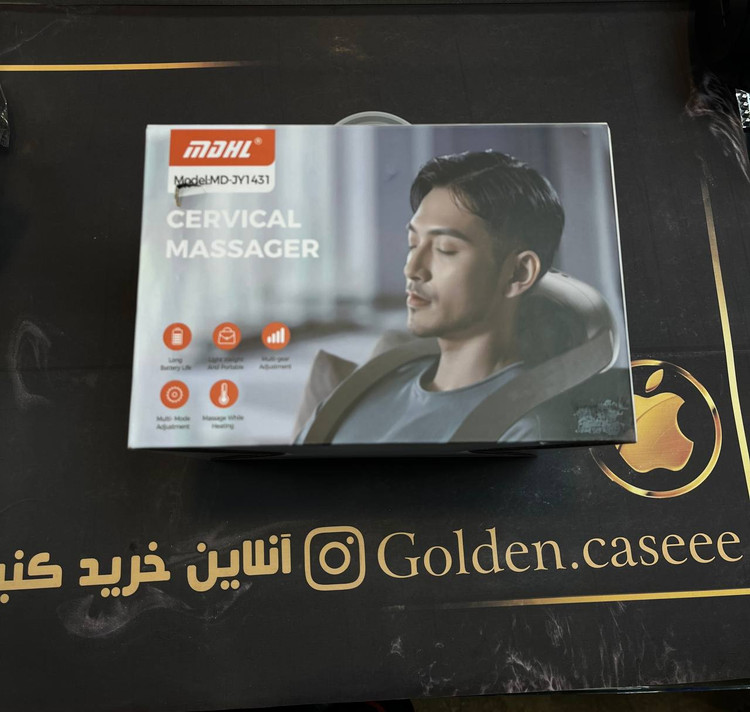 MDHL®
Model:MD-JY1431
CERVICAL
MASSAGER
Long
Battery Life
Light Weight
And Portable
Multi-gear
Adjustment
Multi-Mode
Adjustment
Massage While
Heating
آنلاین خرید Golden.caseee